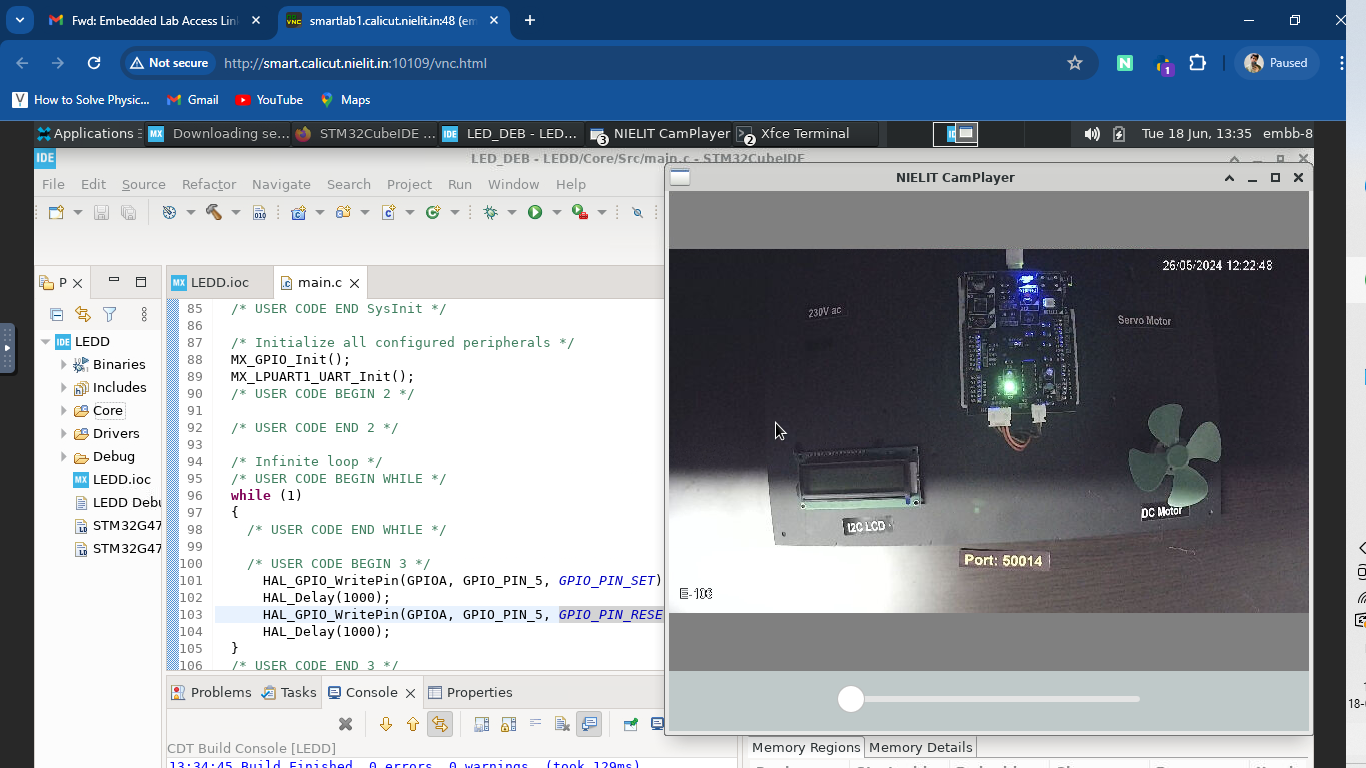 Fwd: Embedded Lab Access Lin
smartlab1.calicut.nielit.in:48 (em
Not secure
http://smart.calicut.nielit.in:10109/vnc.html
1
Paused
How to Solve Physic...
Gmail
YouTube
Maps
Applications
Downloading se...
STM32CubeIDE ...
LED_DEB - LED...
3
NIELIT CamPlayer
2
Xfce Terminal
Tue 18 Jun, 13:35
embb-8
IDE
LED_DEB - LEDD/Core/Src/main.c - STM32CubeIDE
File Edit Source Refactor Navigate Search Project Run Window Help
NIELIT CamPlayer
P
LEDD.ioc
main.c
LEDD
Binaries
Includes
Core
Drivers
Debug
LEDD.ioc
LEDD Debu
STM32G47
STM32G47
85 /* USER CODE END SysInit */
86
87 /* Initialize all configured peripherals */
88 MX_GPIO_Init();
89 MX_LPUART1_UART_Init();
90 /* USER CODE BEGIN 2 */
91
92 /* USER CODE END 2 */
93
94 /* Infinite loop */
95 /* USER CODE BEGIN WHILE */
96 while (1)
97 {
98 /* USER CODE END WHILE */
99
100 /* USER CODE BEGIN 3 */
101 HAL_GPIO_WritePin(GPIOA, GPIO_PIN_5, GPIO_PIN_SET)
102 HAL_Delay(1000);
103 HAL_GPIO_WritePin(GPIOA, GPIO_PIN_5, GPIO_PIN_RESE
104 HAL_Delay(1000);
105 }
106 /* USER CODE END 3 */
26/05/2024 12:22:48
230V ac
Servo Motor
I2C LCD
DC Motor
Port: 50014
Problems
Tasks
Console
Properties
CDT Build Console [LEDD]
13:34:45 Build Finished. 0 errors, 0 warnings. (took 129ms)
Memory Regions
Memory Details
18-0